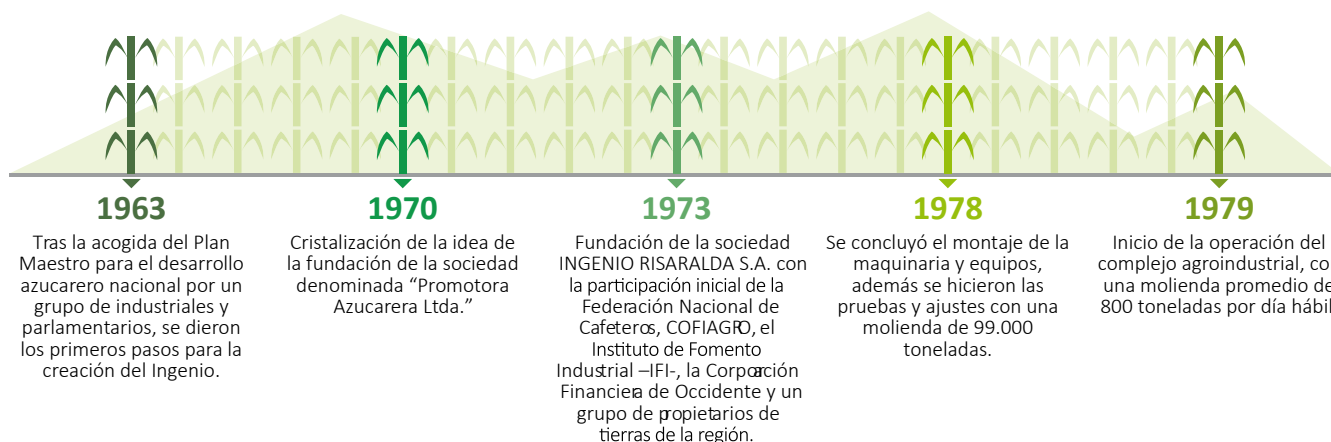 1963
Tras la acogida del Plan
Maestro para el desarrollo
azucarero nacional por un
grupo de industriales y
parlamentarios, se dieron
los primeros pasos para la
creación del Ingenio.
1970
Cristalización de la idea de
la fundación de la sociedad
denominada “Promotora
Azucarera Ltda.”
1973
Fundación de la sociedad
INGENIO RISARALDA S.A. con
la participación inicial de la
Federación Nacional de
Cafeteros, COFIAGRO, el
Instituto de Fomento
Industrial –IFI-, la Corporación
Financiera de Occidente y un
grupo de propietarios de
tierras de la región.
1978
Se concluyó el montaje de la
maquinaria y equipos,
además se hicieron las
pruebas y ajustes con una
molienda de 99.000
toneladas.
1979
Inicio de la operación del
complejo agroindustrial, co
una molienda promedio de
800 toneladas por día hábil